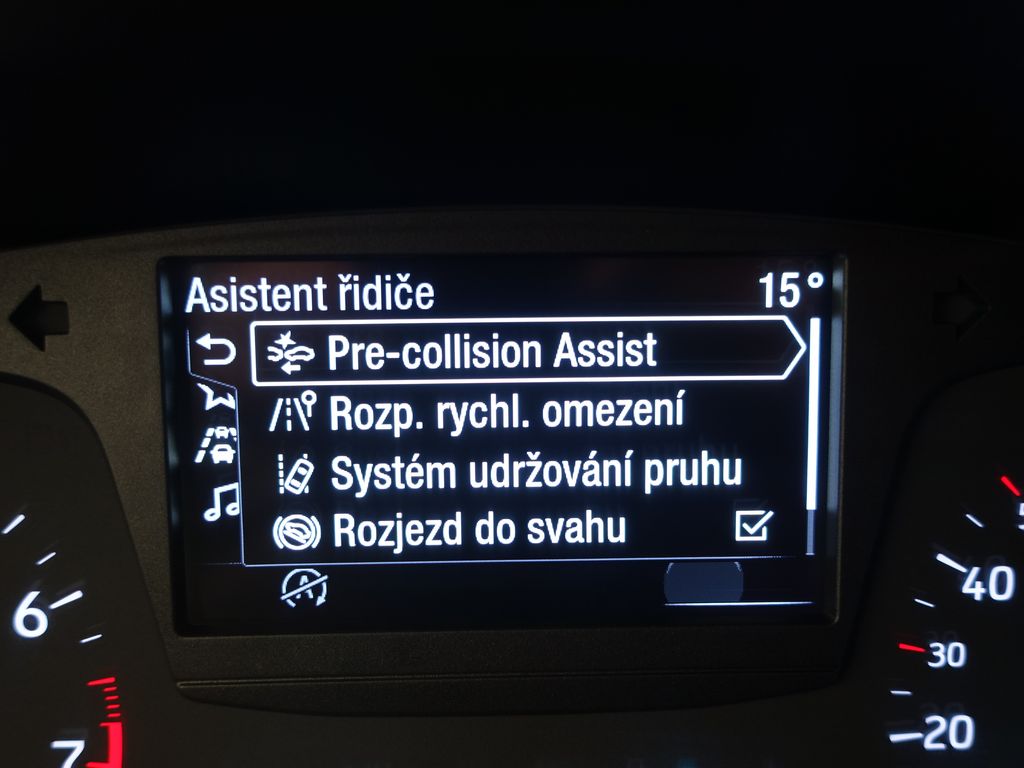 Asistent řidiče 15°
Pre-collision Assist
Rozp. rychl. omezení
Systém udržování pruhu
Rozjezd do svahu
A
6
7
40
30
20